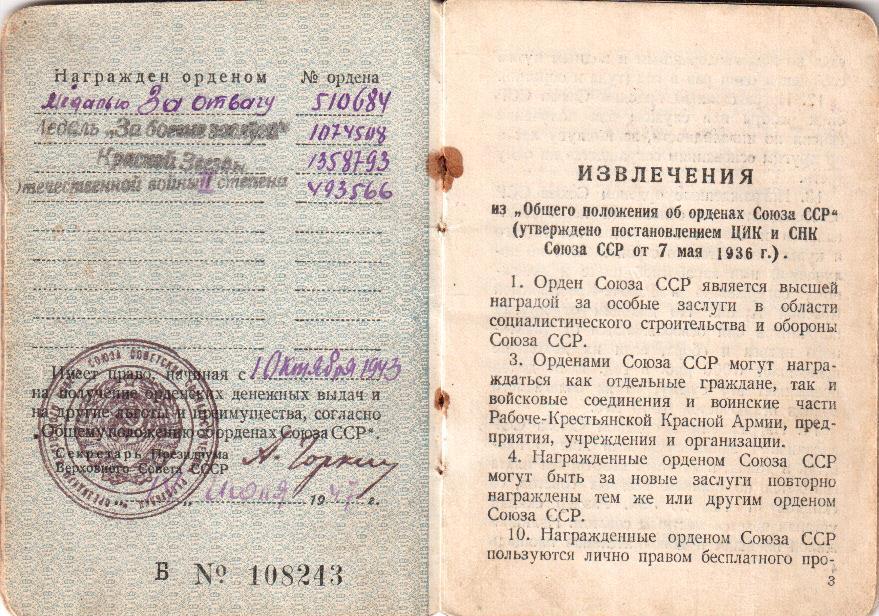 Награжден орденом № ордена
Медалью За отвагу 510684
Медаль „За боевые заслуги“
Красной Звезды 1358793
Отечественной войны II степени 493566
Имеет право, начиная с 1 Октября 1943
на получение орденских денежных выдач и
на другие льготы и преимущества, согласно
„Общему положению об орденах Союза ССР“.
Секретарь Президиума
Верховного Совета СССР А. Горкин
19 47 г.
Б № 108243
ИЗВЛЕЧЕНИЯ
из „Общего положения об орденах Союза ССР“
(утверждено постановлением ЦИК и СНК
Союза ССР от 7 мая 1936 г.).
1. Орден Союза ССР является высшей
наградой за особые заслуги в области
социалистического строительства и обороны
Союза ССР.
3. Орденами Союза ССР могут награ-
ждаться как отдельные граждане, так и
войсковые соединения и воинские части
Рабоче-Крестьянской Красной Армии, пред-
приятия, учреждения и организации.
4. Награжденные орденом Союза ССР
могут быть за новые заслуги повторно
награждены тем же или другим орденом
Союза ССР.
10. Награжденные орденом Союза ССР
пользуются лично правом бесплатного про-
3